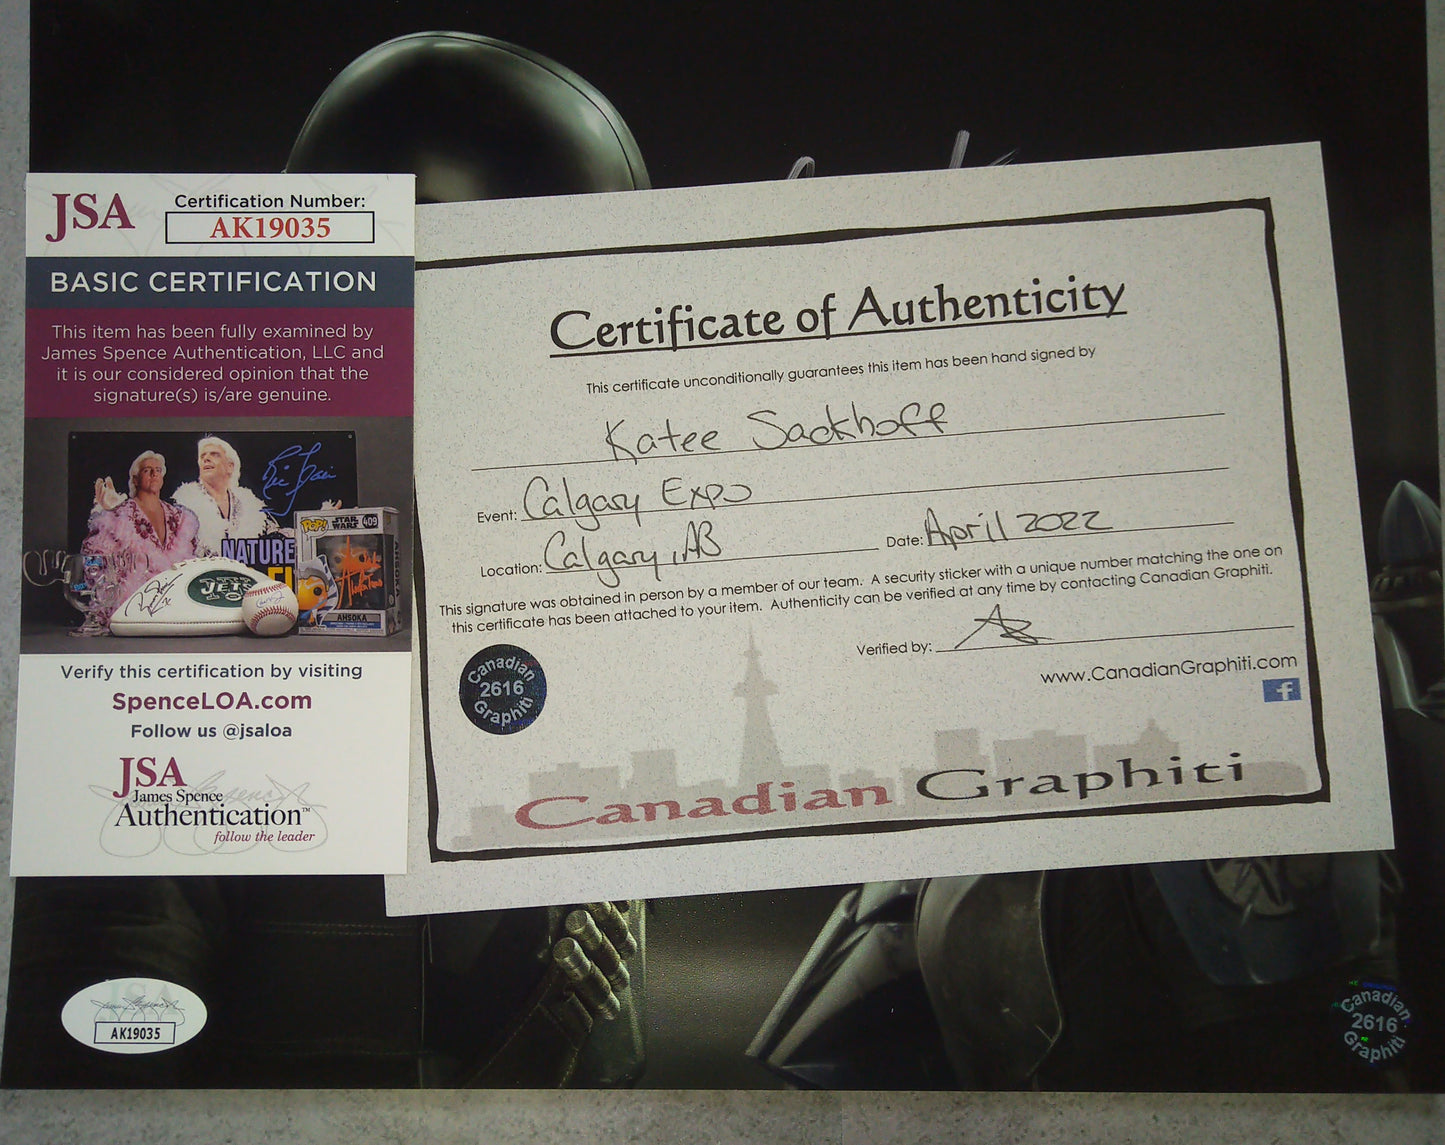 JSA
Certification Number:
AK19035
BASIC CERTIFICATION
This item has been fully examined by
James Spence Authentication, LLC and
it is our considered opinion that the
signature(s) is/are genuine.
NATURE
JETS
POP!
STAR WARS
409
AHSOKA
AHSOKA
Verify this certification by visiting
SpenceLOA.com
Follow us @jsaloa
JSA
James Spence
Authentication™
follow the leader
AK19035
Certificate of Authenticity
This certificate unconditionally guarantees this item has been hand signed by
Katee Sackhoff
Event: Calgary Expo
Location: Calgary, AB
Date: April 2022
This signature was obtained in person by a member of our team. A security sticker with a unique number matching the one on
this certificate has been attached to your item. Authenticity can be verified at any time by contacting Canadian Graphiti.
Verified by:
www.CanadianGraphiti.com
f
Canadian
2616
Graphiti
Canadian Graphiti
Canadian
2616
Graphiti